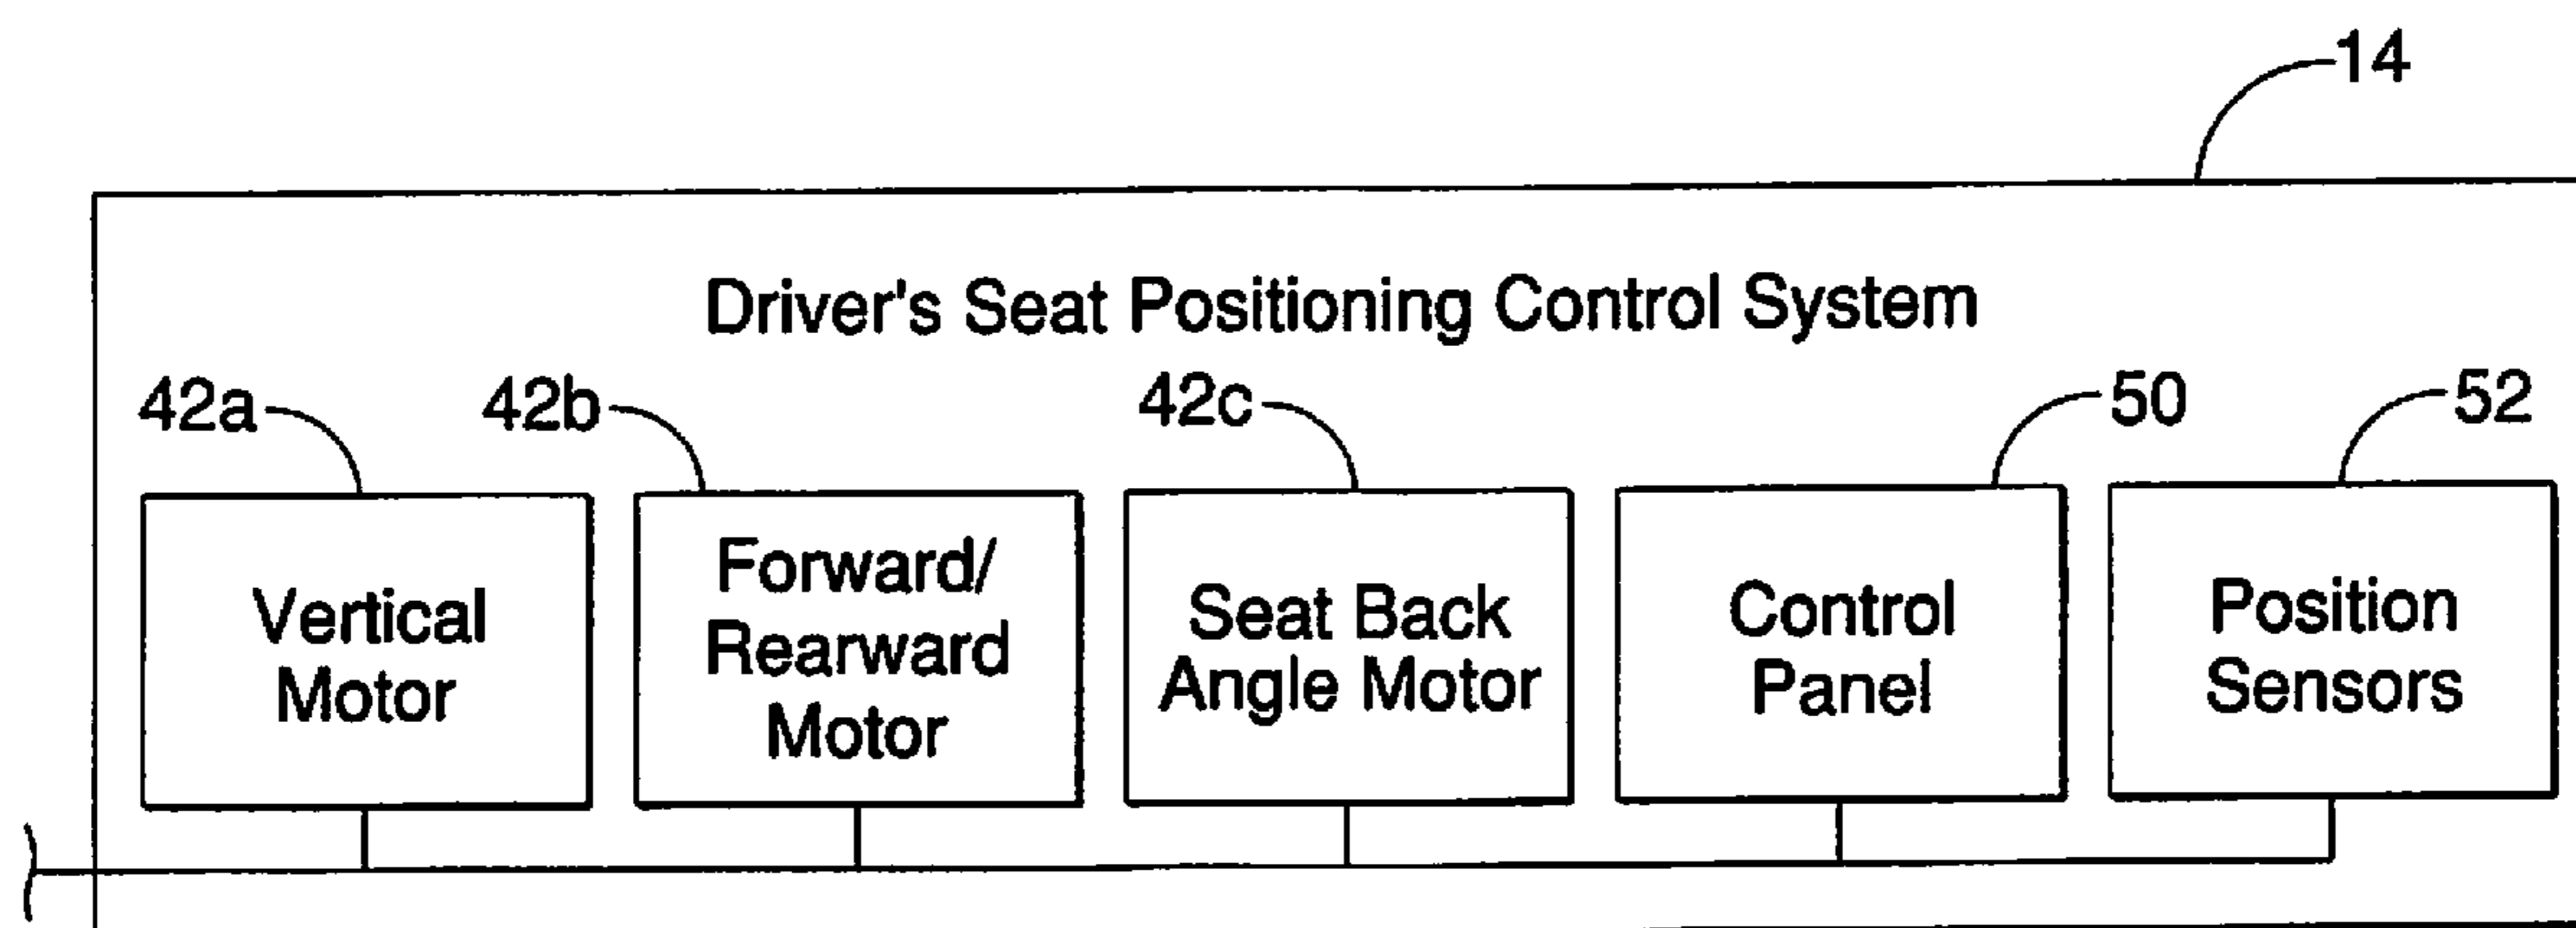 14
Driver's Seat Positioning Control System
42a
42b
42c
50
52
Vertical
Motor
Forward/
Rearward
Motor
Seat Back
Angle Motor
Control
Panel
Position
Sensors